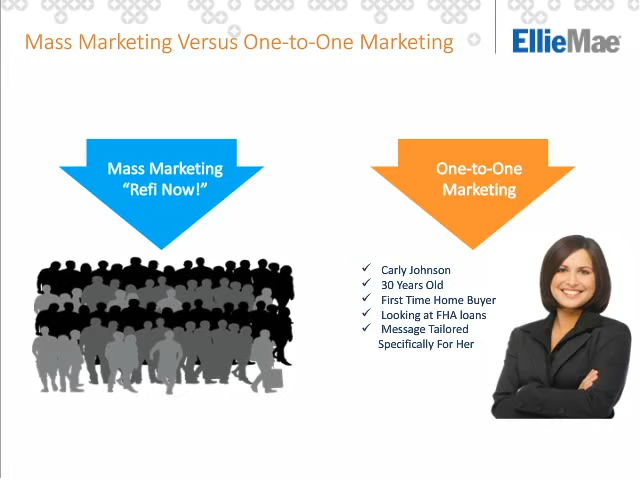 Mass Marketing Versus One-to-One Marketing
EllieMae®
Mass Marketing
“Refi Now!”
One-to-One
Marketing
✓ Carly Johnson
✓ 30 Years Old
✓ First Time Home Buyer
✓ Looking at FHA loans
✓ Message Tailored
Specifically For Her